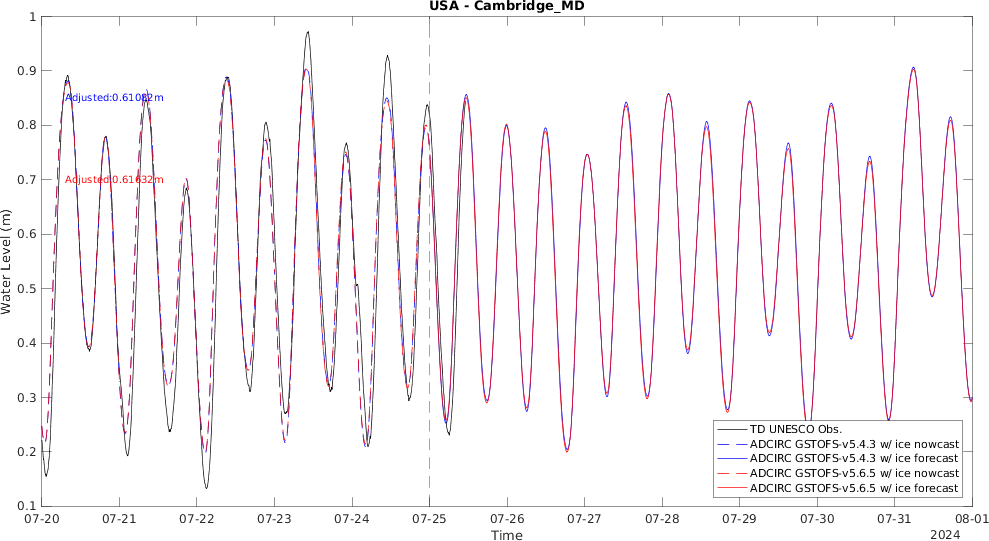 USA - Cambridge_MD
1
0.9
0.8
0.7
0.6
0.5
0.4
0.3
0.2
0.1
Water Level (m)
Adjusted:0.61082m
Adjusted:0.61632m
TD UNESCO Obs.
ADCIRC GSTOFS-v5.4.3 w/ ice nowcast
ADCIRC GSTOFS-v5.4.3 w/ ice forecast
ADCIRC GSTOFS-v5.6.5 w/ ice nowcast
ADCIRC GSTOFS-v5.6.5 w/ ice forecast
07-20 07-21 07-22 07-23 07-24 07-25 07-26 07-27 07-28 07-29 07-30 07-31 08-01
Time
2024